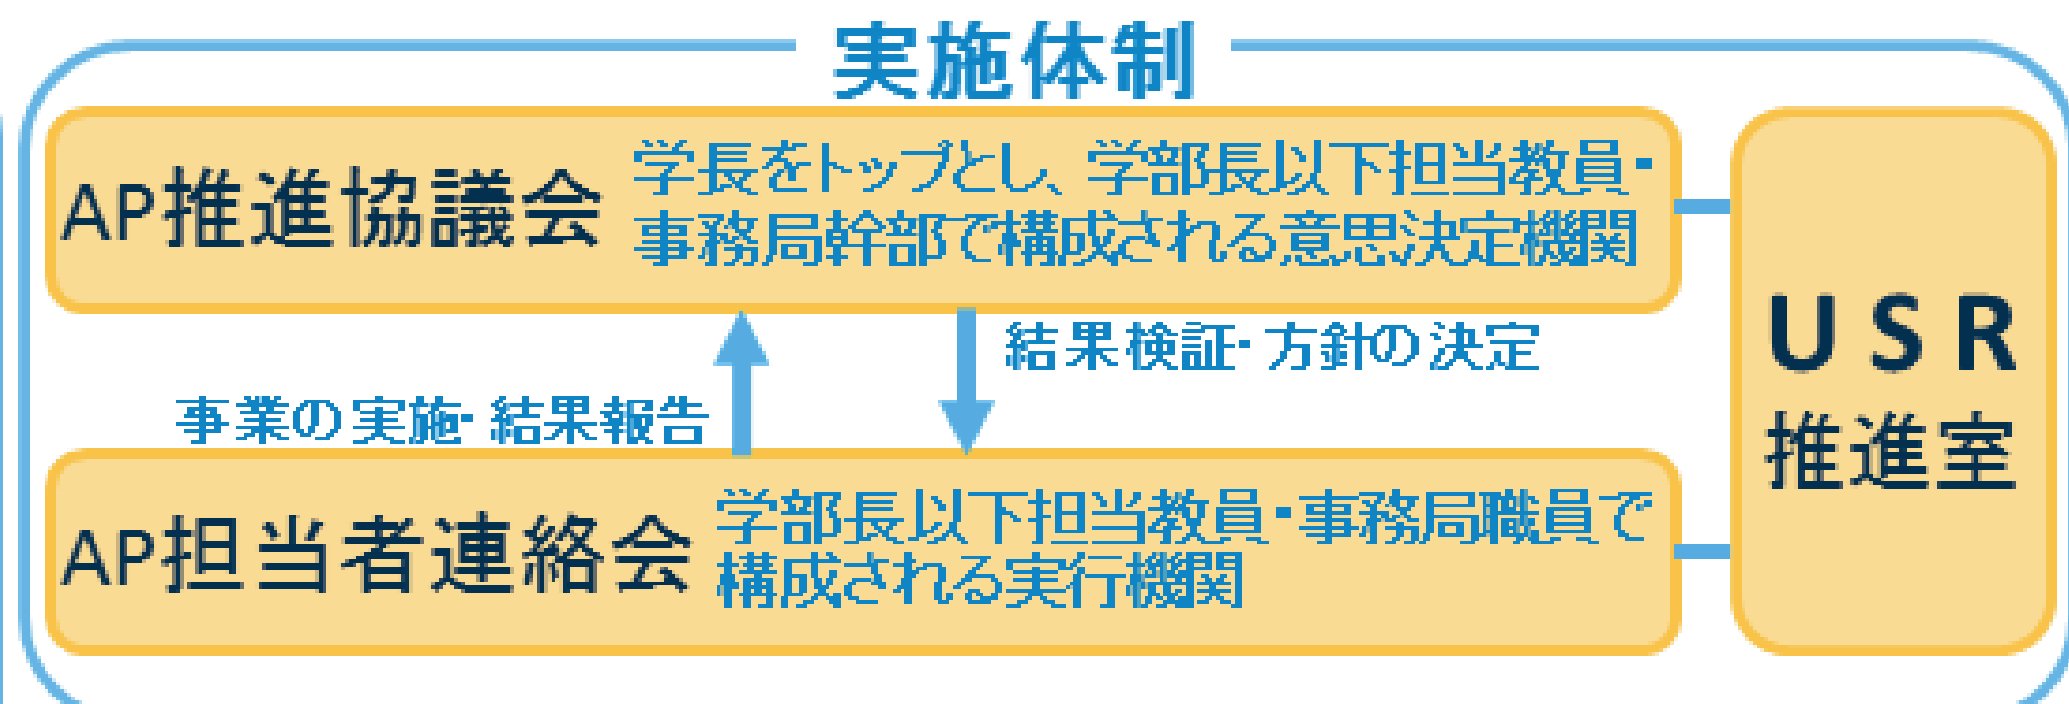 実施体制
AP推進協議会
学長をトップとし、学部長以下担当教員・
事務局幹部で構成される意思決定機関
結果検証・方針の決定
事業の実施・結果報告
AP担当者連絡会
学部長以下担当教員・事務局職員で
構成される実行機関
USR
推進室